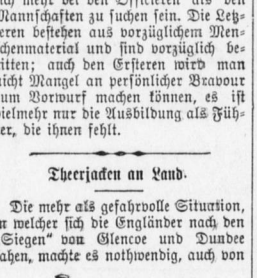 ich mehr bei den Officieren als den
Mannschaften zu suchen sein. Die Letz-
teren bestehen aus vorzüglichem Men-
schenmaterial und sind vorzüglich be-
ritten; auch den Ersteren wird man
nicht Mangel an persönlicher Bravour
zum Vorwurf machen können, es ist
vielmehr nur die Ausbildung als Füh-
rer, die ihnen fehlt.
Theerjacken an Land.
Die mehr als gefahrvolle Situation,
in welcher sich die Engländer nach den
"Siegen" von Glencoe und Dundee
sahen, machte es nothwendig, auch von